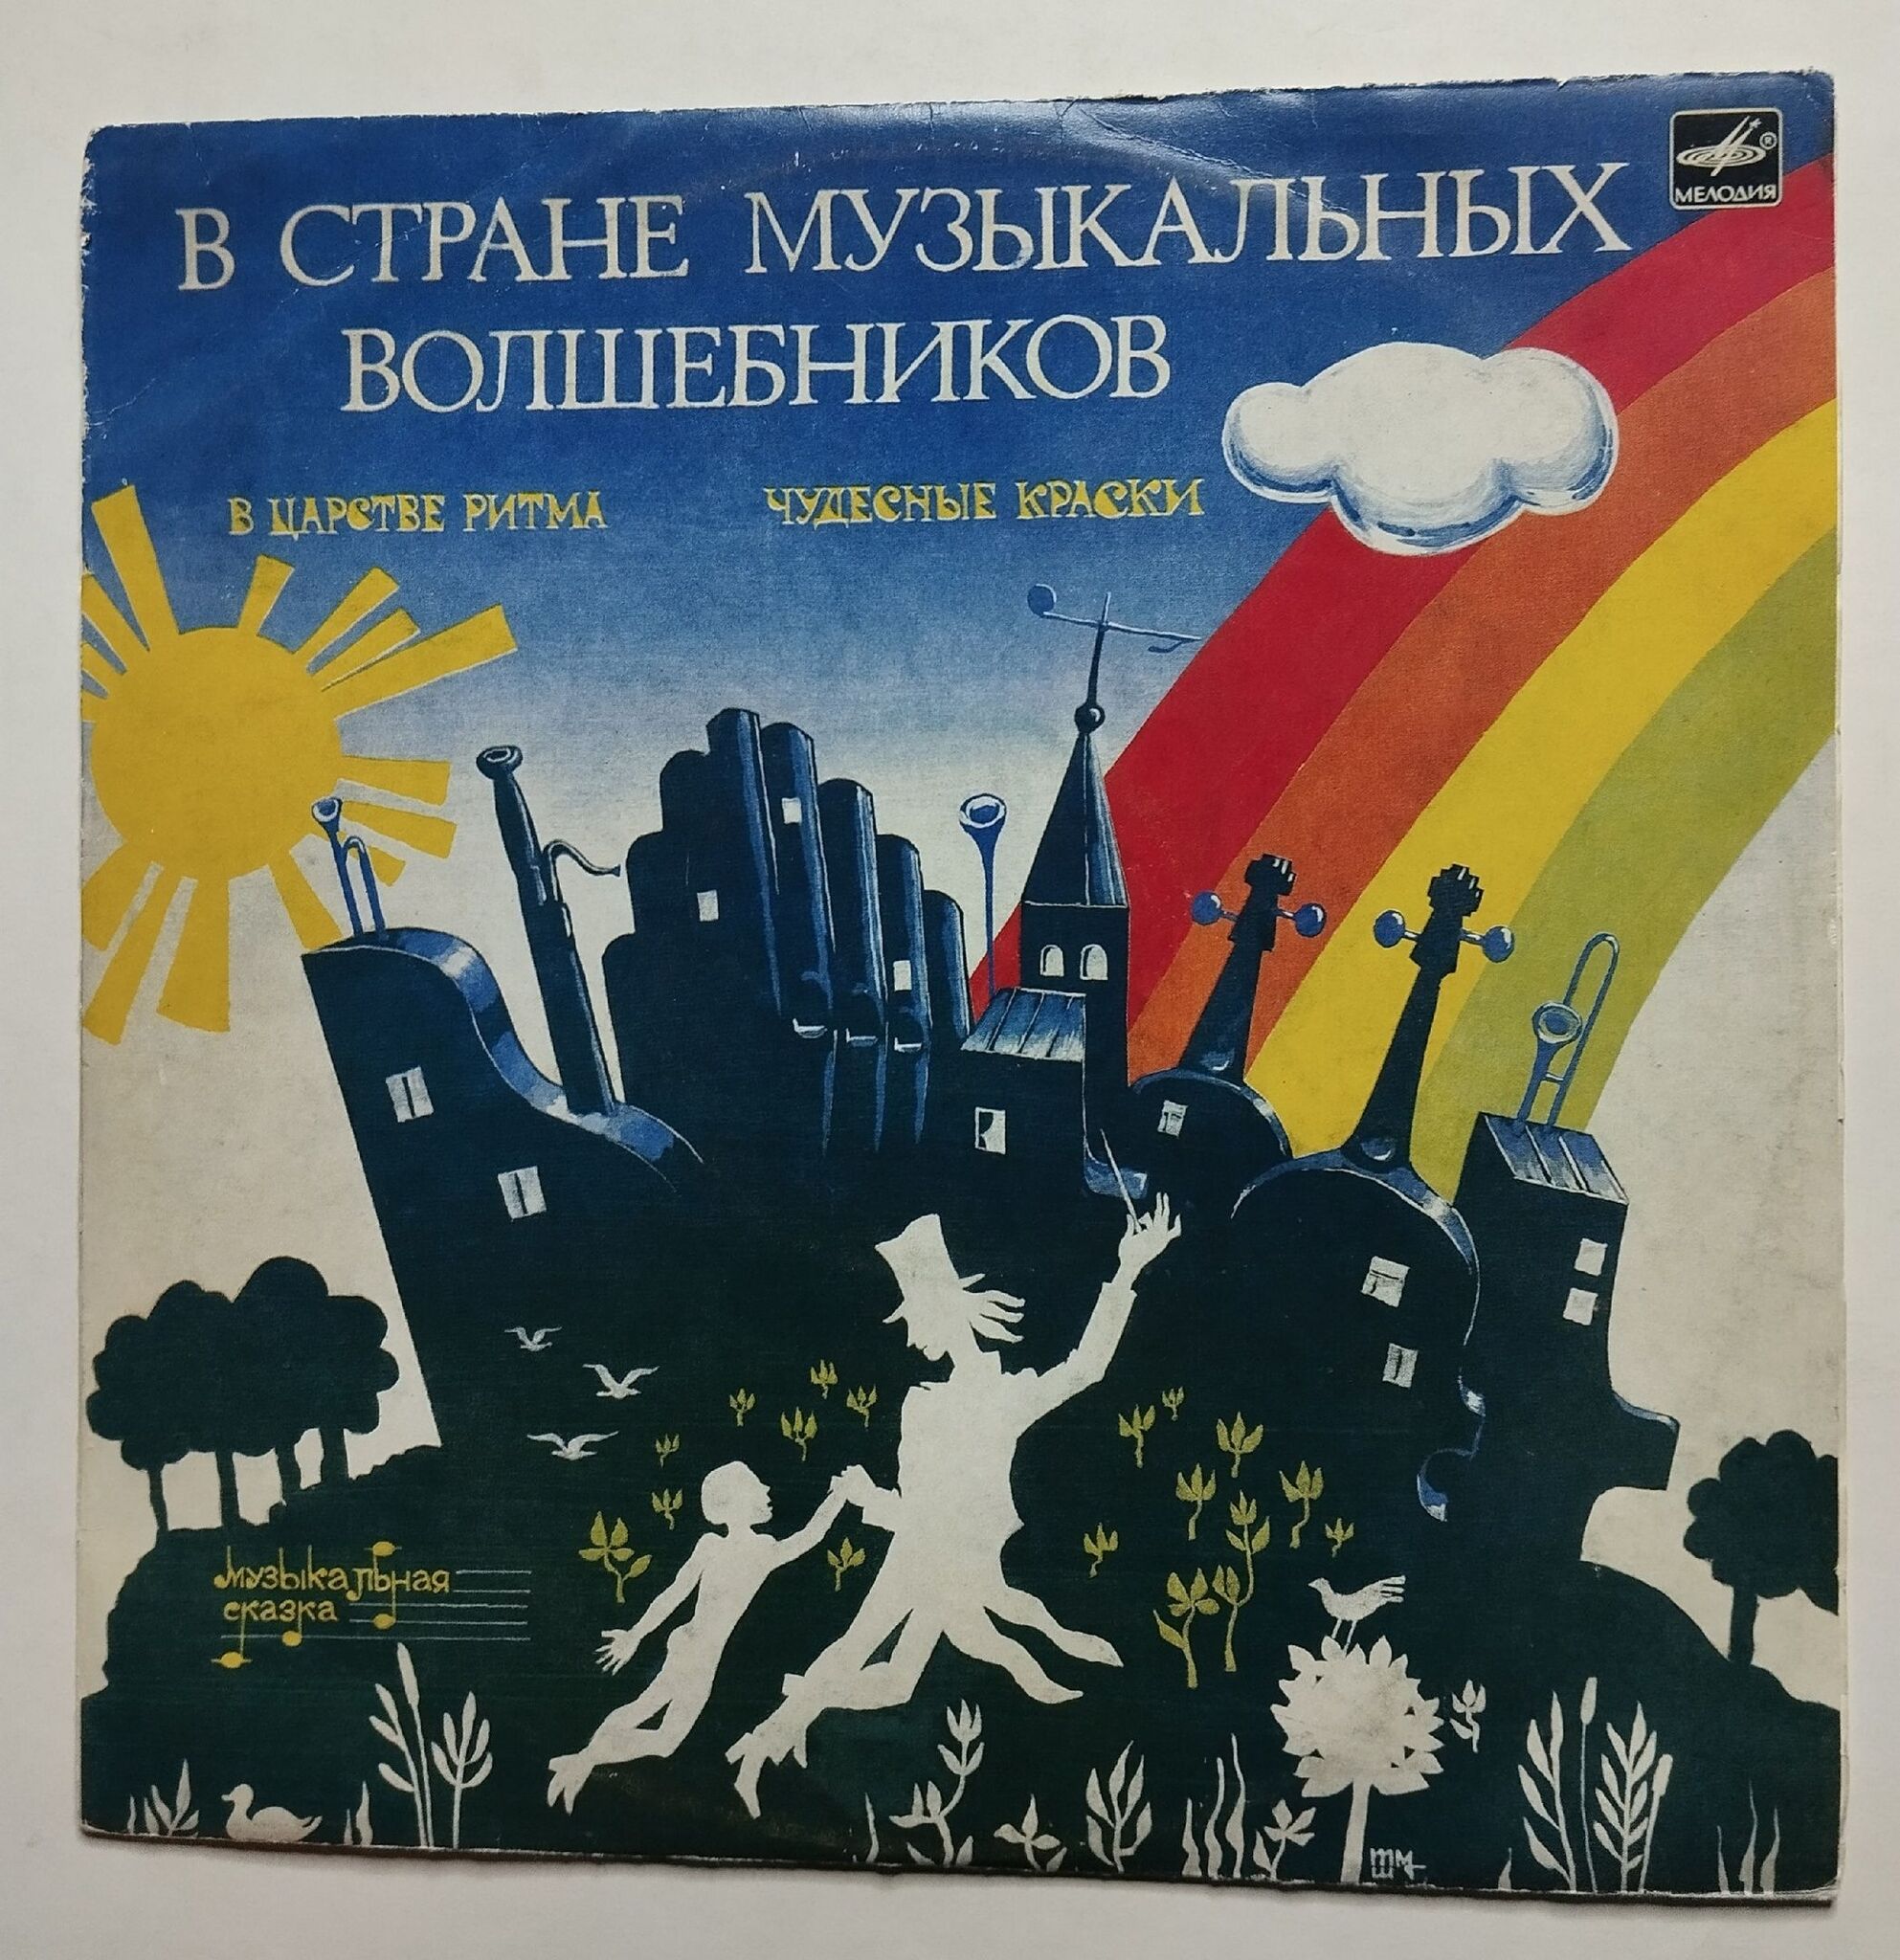 МЕЛОДИЯ ®
В СТРАНЕ МУЗЫКАЛЬНЫХ
ВОЛШЕБНИКОВ
В ЦАРСТВЕ РИТМА
ЧУДЕСНЫЕ КРАСКИ
музыкальная
сказка